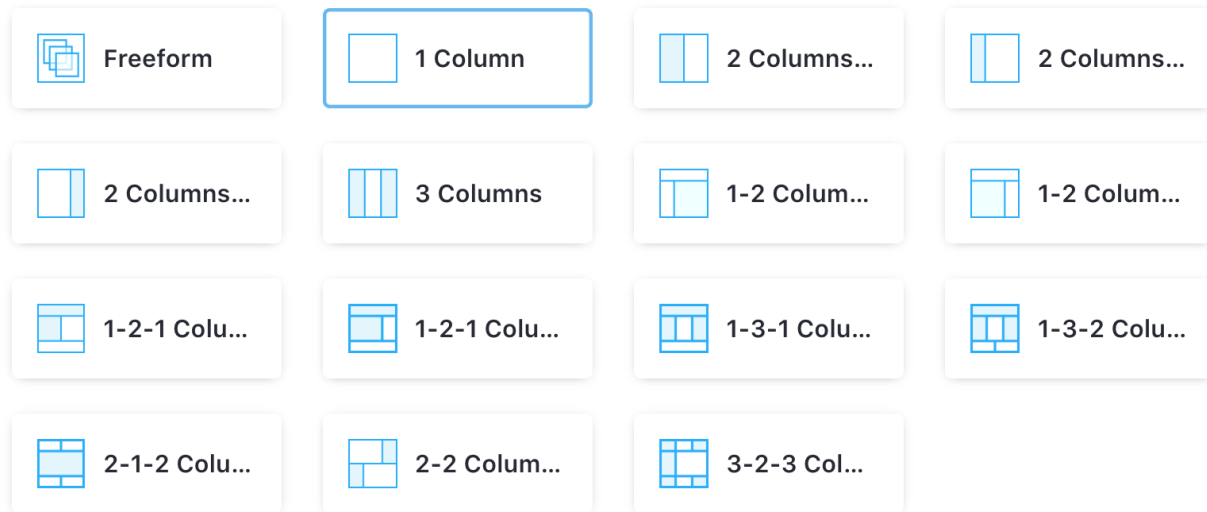 Freeform
1 Column
2 Columns...
2 Columns...
2 Columns...
3 Columns
1-2 Colum...
1-2 Colum...
1-2-1 Colu...
1-2-1 Colu...
1-3-1 Colu...
1-3-2 Colu...
2-1-2 Colu...
2-2 Colum...
3-2-3 Col...